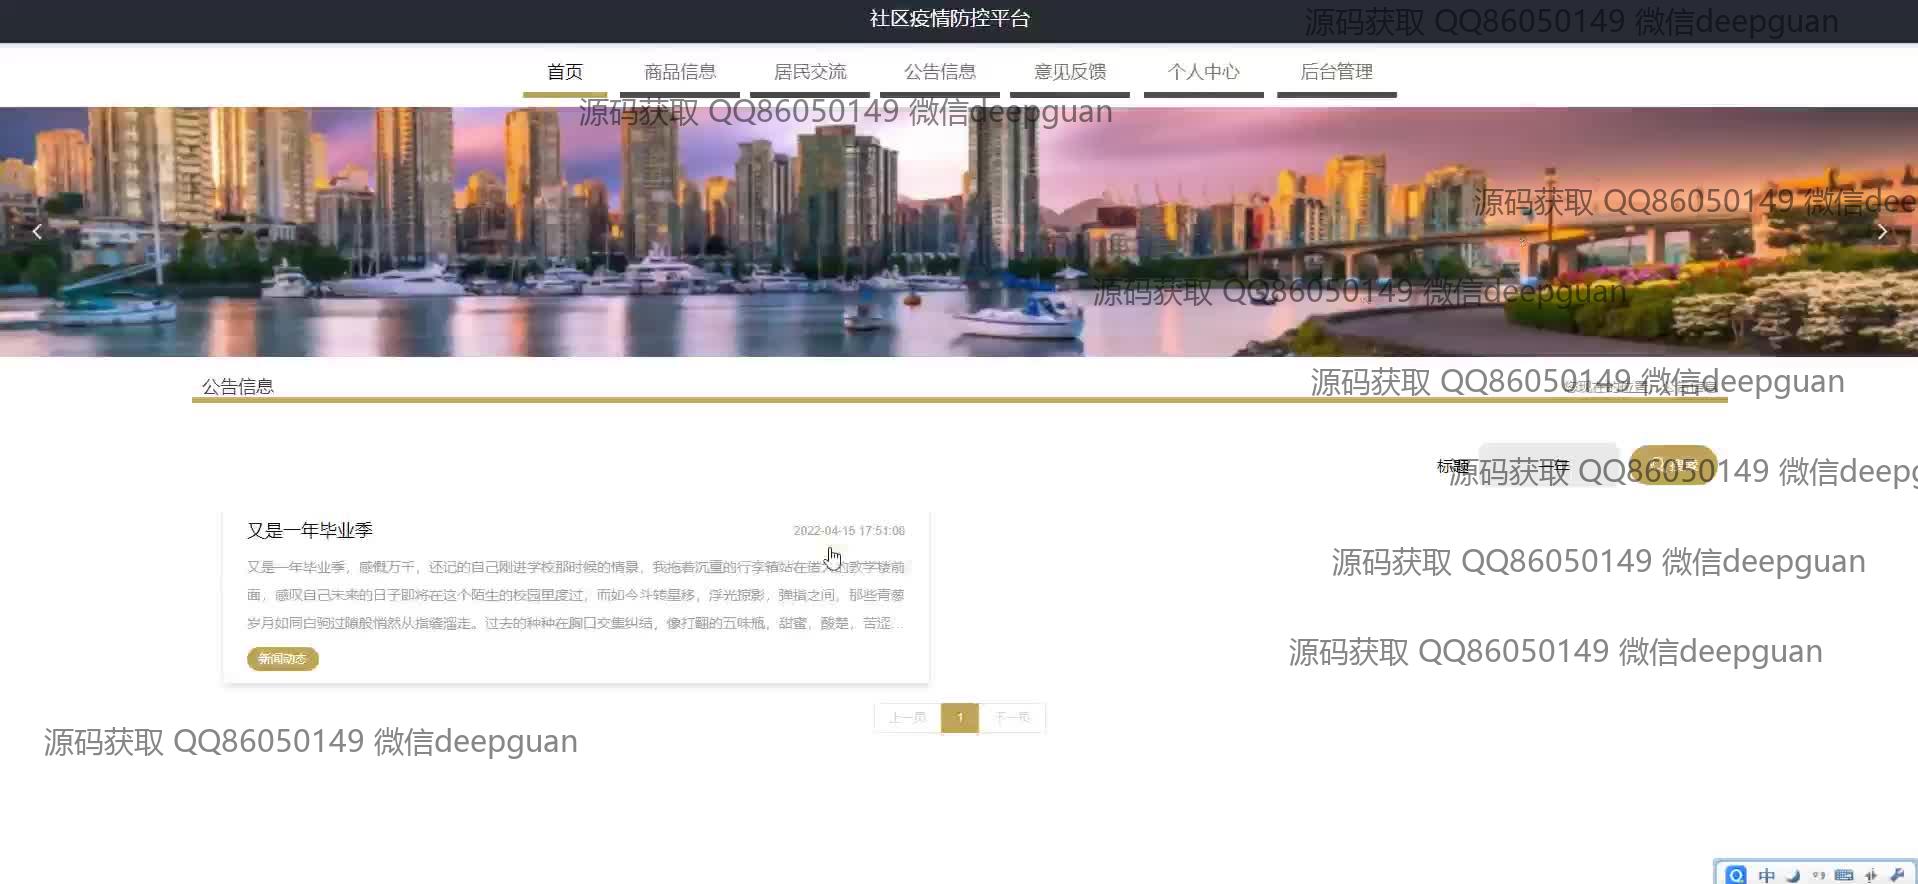 社区疫情防控平台
源码获取 QQ86050149 微信deepguan
首页 商品信息 居民交流 公告信息 意见反馈 个人中心 后台管理
源码获取 QQ86050149 微信deepguan
源码获取 QQ86050149 微信dee
源码获取 QQ86050149 微信deepguan
公告信息
源码获取 QQ86050149 微信deepguan
标题 一年
源码获取 QQ86050149 微信deepg
又是一年毕业季 2022-04-15 17:51:06
又是一年毕业季，感慨万千，还记的自己刚进学校那时候的情景，我拖着沉重的行李箱站在偌大的教学楼前
面，感叹自己未来的日子即将在这个陌生的校园里度过，而如今斗转星移，浮光掠影，弹指之间，那些青葱
岁月如同白驹过隙般悄然从指缝溜走。过去的种种在胸口交集纠结，像打翻的五味瓶，甜蜜，酸楚，苦涩...
源码获取 QQ86050149 微信deepguan
新闻动态
源码获取 QQ86050149 微信deepguan
上一页 1 下一页
源码获取 QQ86050149 微信deepguan
中